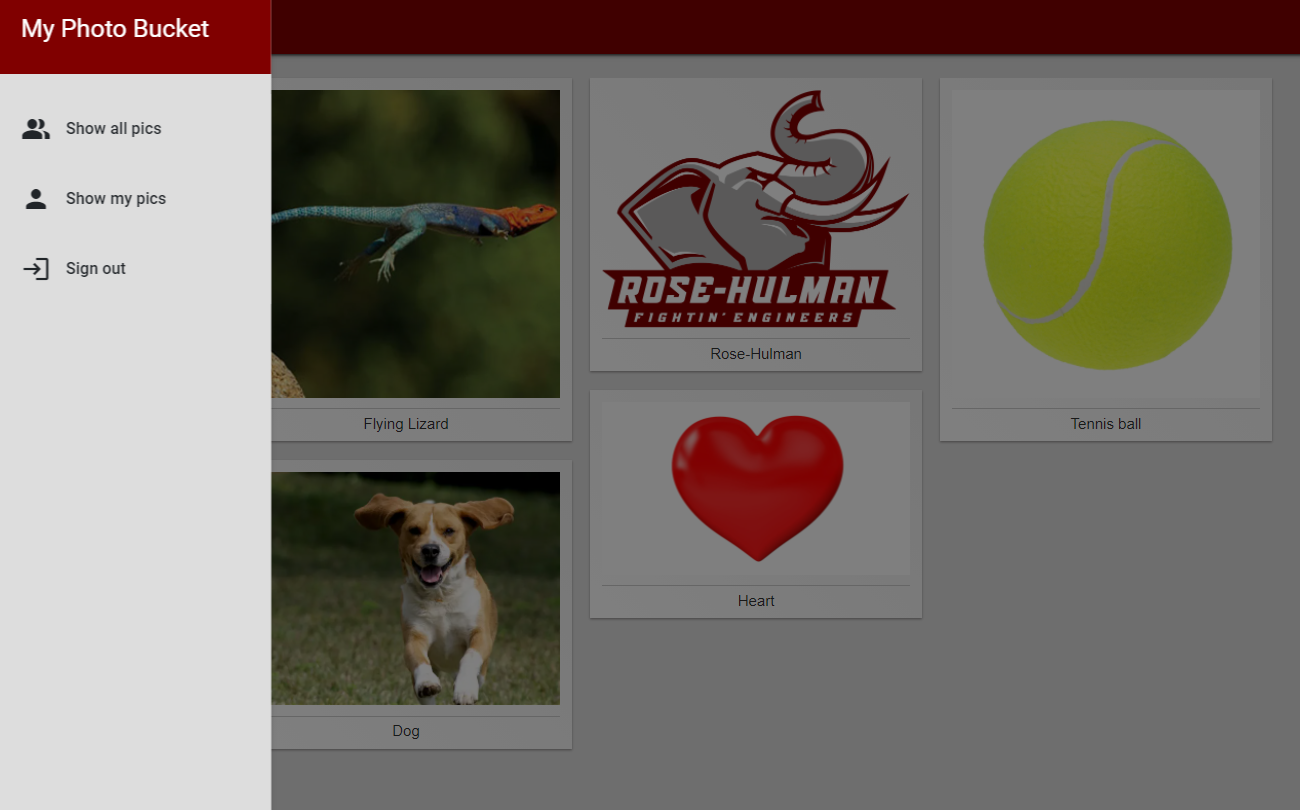 My Photo Bucket
Show all pics
Show my pics
Sign out
Flying Lizard
Dog
ROSE-HULMAN
FIGHTIN' ENGINEERS
Rose-Hulman
Heart
Tennis ball